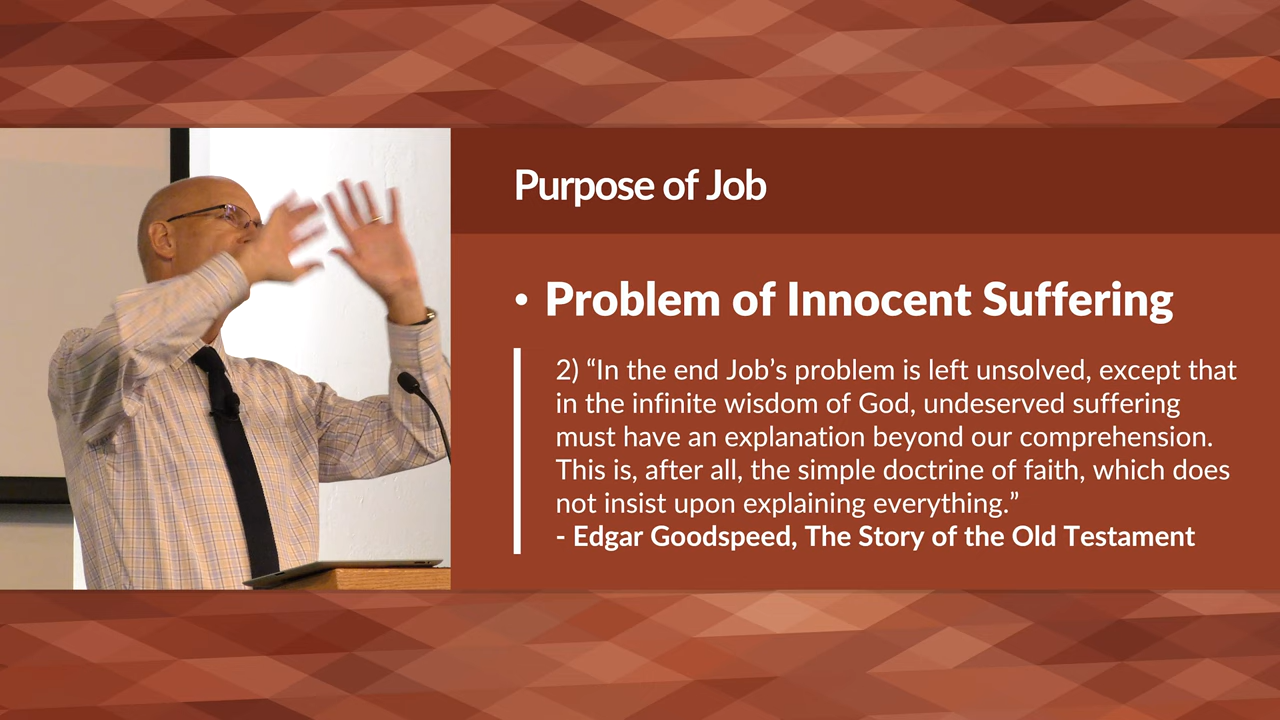 Purpose of Job
• Problem of Innocent Suffering
2) “In the end Job’s problem is left unsolved, except that
in the infinite wisdom of God, undeserved suffering
must have an explanation beyond our comprehension.
This is, after all, the simple doctrine of faith, which does
not insist upon explaining everything.”
- Edgar Goodspeed, The Story of the Old Testament